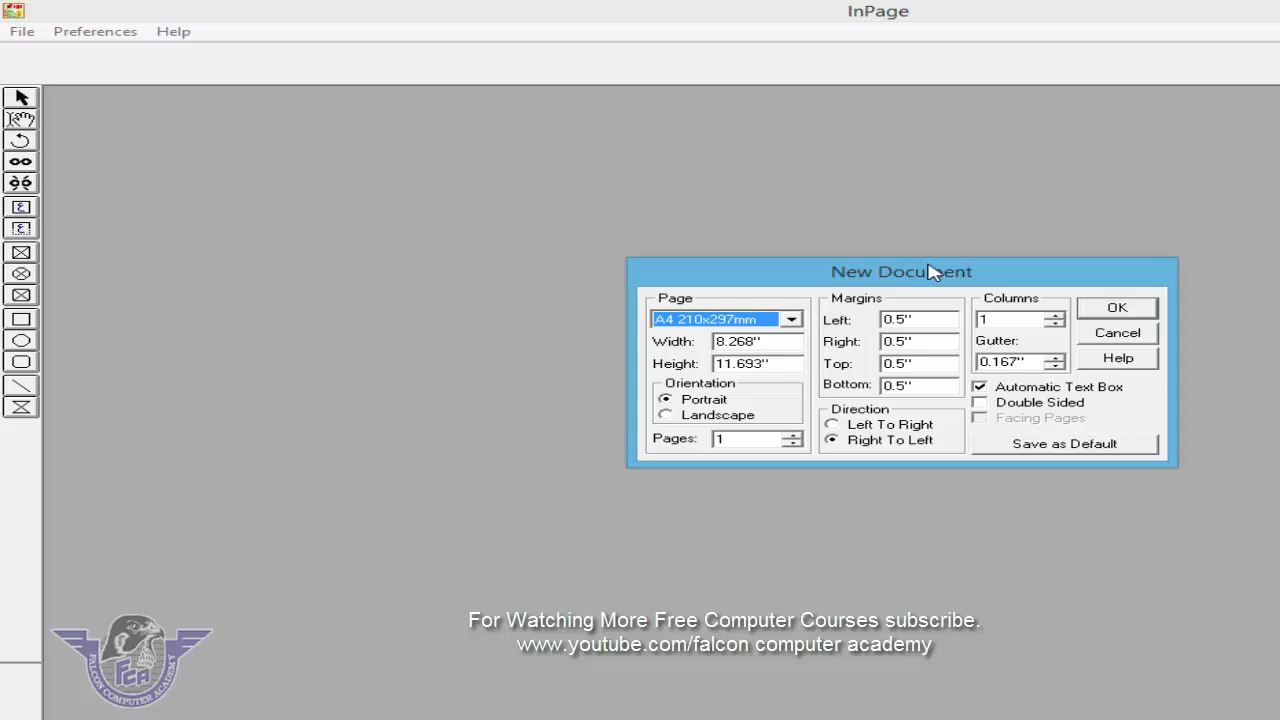 InPage
File Preferences Help
New Document
Page
A4 210x297mm
Width: 8.268"
Height: 11.693"
Orientation
Portrait
Landscape
Pages: 1
Margins
Left: 0.5"
Right: 0.5"
Top: 0.5"
Bottom: 0.5"
Direction
Left To Right
Right To Left
Columns
1
Gutter:
0.167"
OK
Cancel
Help
Automatic Text Box
Double Sided
Facing Pages
Save as Default
For Watching More Free Computer Courses subscribe.
www.youtube.com/falcon computer academy
FCA
FALCON COMPUTER ACADEMY